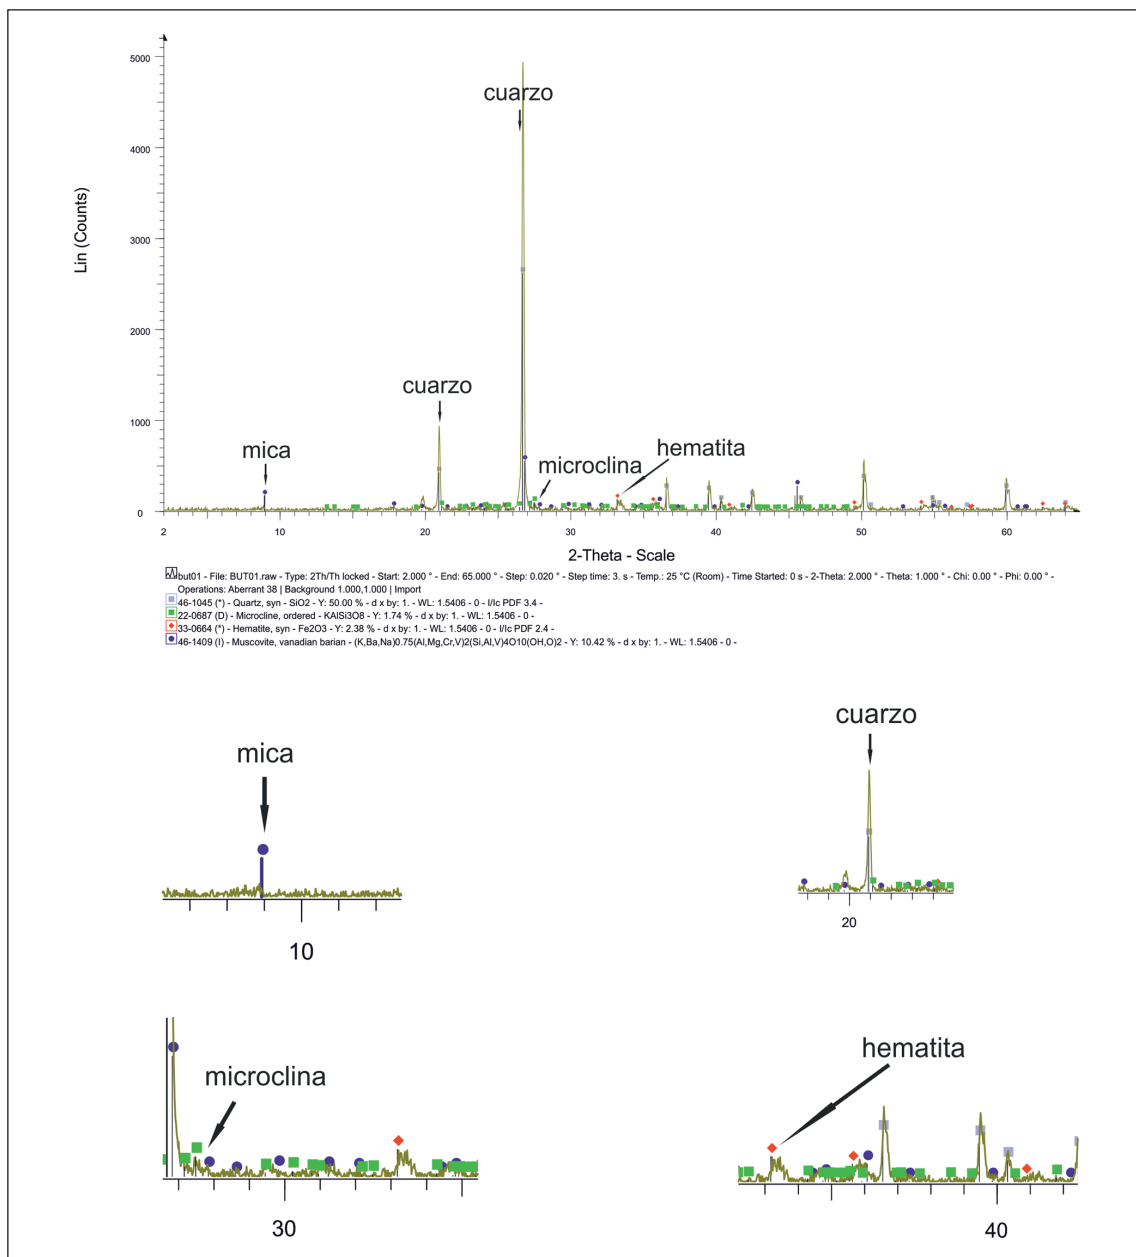 5000
cuarzo
4000
Lin (Counts)
3000
2000
cuarzo
1000
mica
hematita
microclina
0
2 10 20 30 40 50 60
2-Theta - Scale
but01 - File: BUT01.raw - Type: 2Th/Th locked - Start: 2.000 ° - End: 65.000 ° - Step: 0.020 ° - Step time: 3. s - Temp.: 25 °C (Room) - Time Started: 0 s - 2-Theta: 2.000 ° - Theta: 1.000 ° - Chi: 0.00 ° - Phi: 0.00 ° -
Operations: Aberrant 38 | Background 1.000,1.000 | Import
46-1045 (*) - Quartz, syn - SiO2 - Y: 50.00 % - d x by: 1. - WL: 1.5406 - 0 - I/Ic PDF 3.4 -
22-0687 (D) - Microcline, ordered - KAlSi3O8 - Y: 1.74 % - d x by: 1. - WL: 1.5406 - 0 -
33-0664 (*) - Hematite, syn - Fe2O3 - Y: 2.38 % - d x by: 1. - WL: 1.5406 - 0 - I/Ic PDF 2.4 -
46-1409 (I) - Muscovite, vanadian barian - (K,Ba,Na)0.75(Al,Mg,Cr,V)2(Si,Al,V)4O10(OH,O)2 - Y: 10.42 % - d x by: 1. - WL: 1.5406 - 0 -
cuarzo
mica
20
10
hematita
microclina
30
40